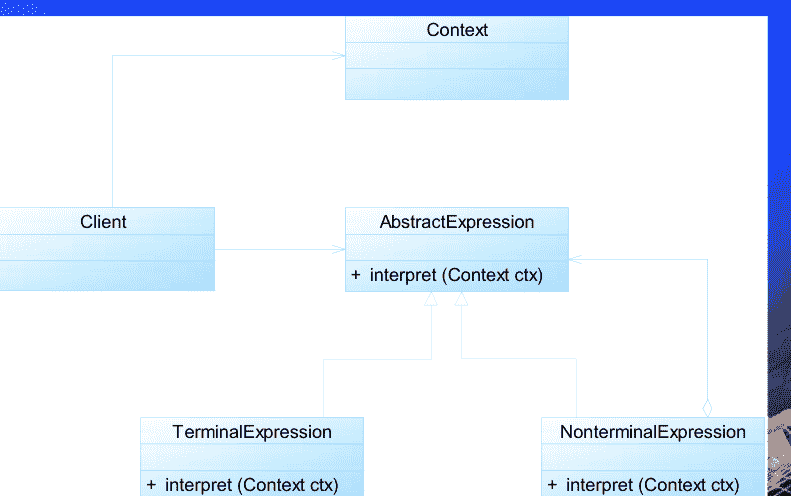 Context
Client
AbstractExpression
+ interpret (Context ctx)
TerminalExpression
NonterminalExpression
+ interpret (Context ctx)
+ interpret (Context ctx)